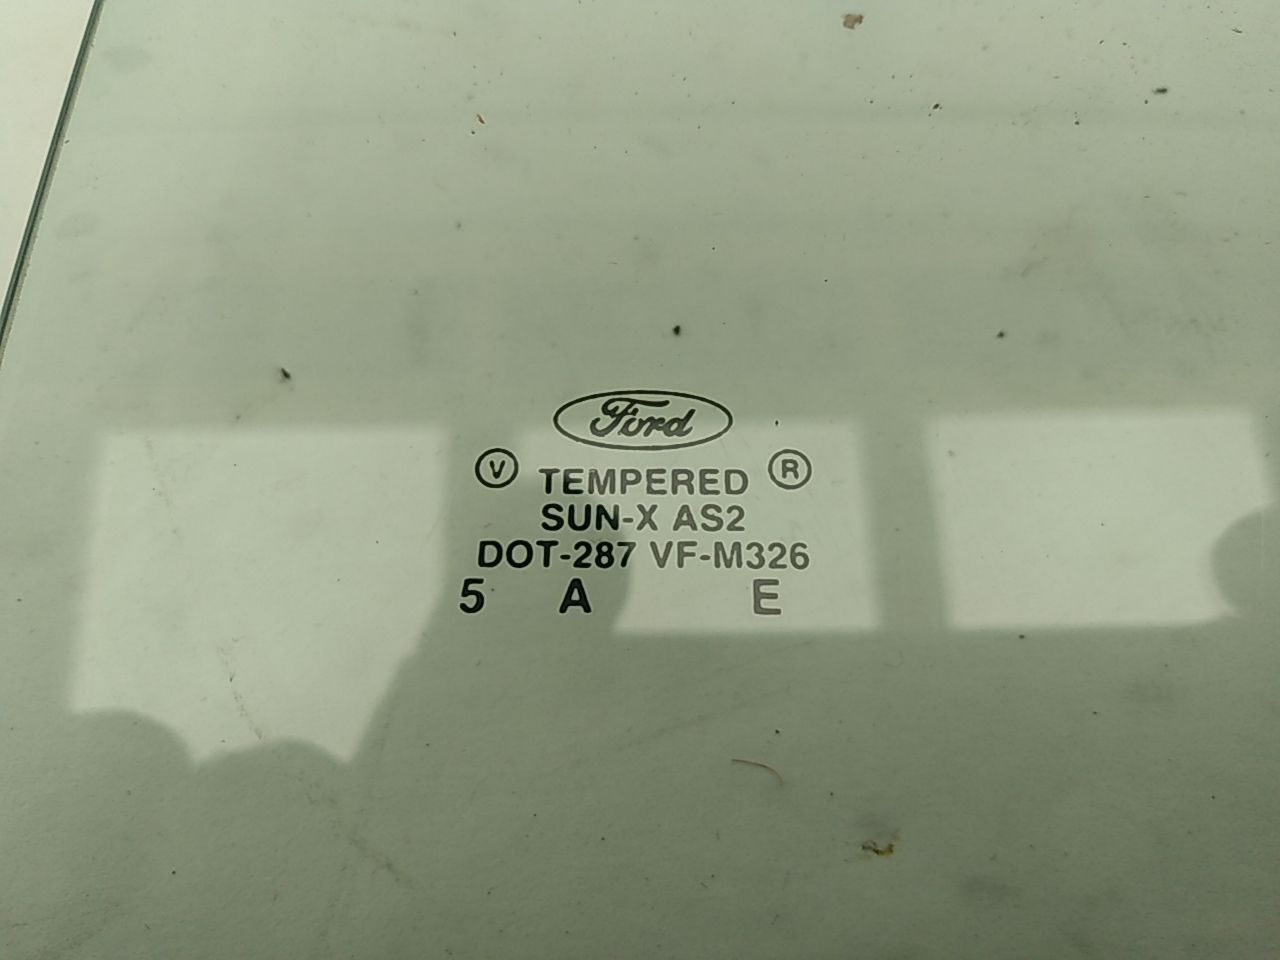 Ford
V TEMPERED R
SUN-X AS2
DOT-287 VF-M326
5 A E